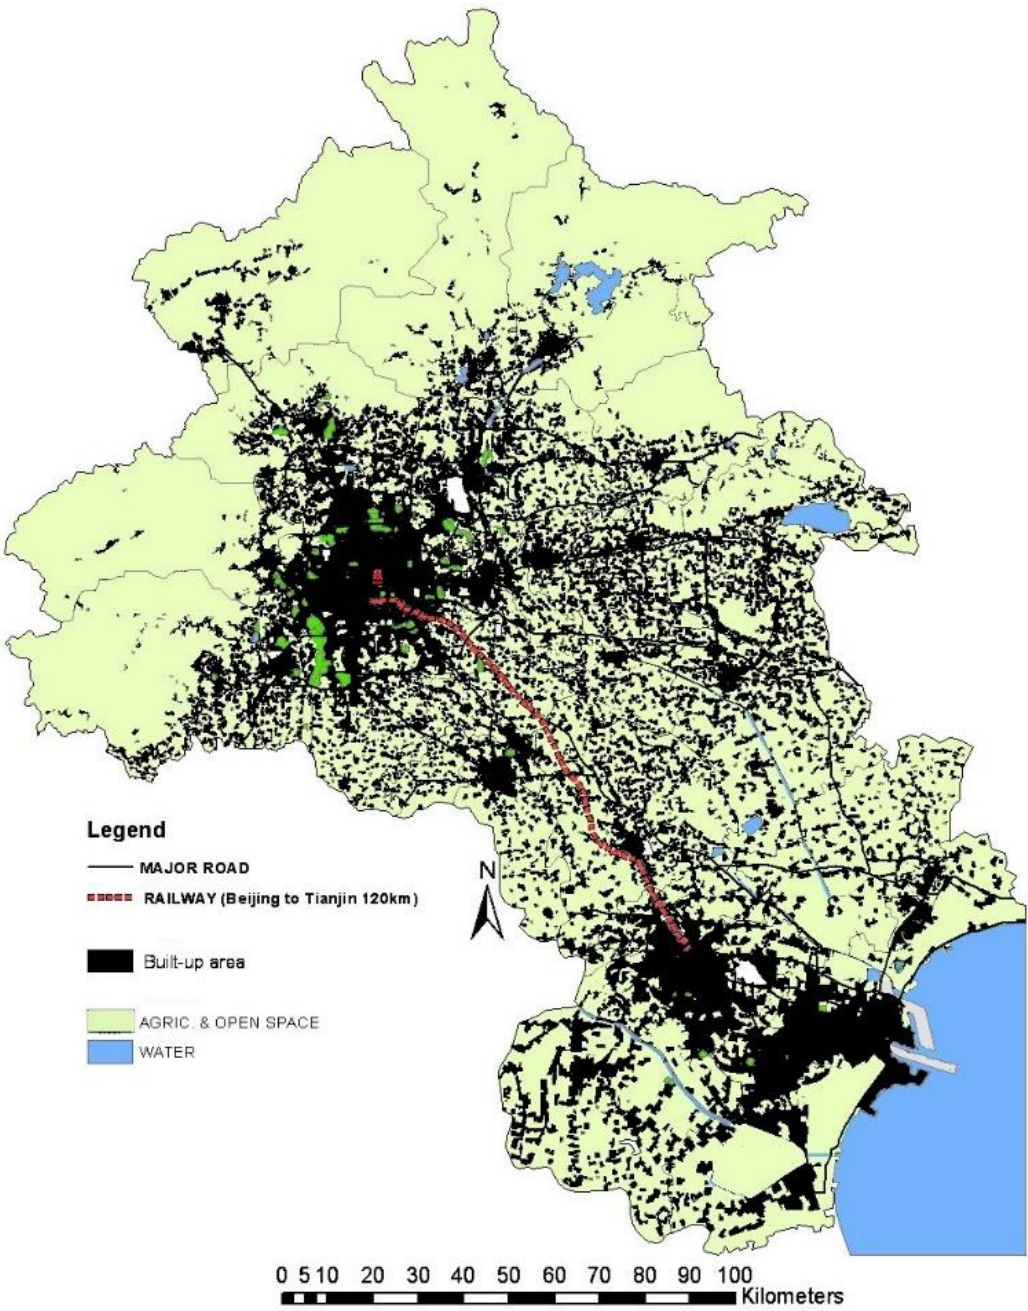 Legend
MAJOR ROAD
RAILWAY (Beijing to Tianjin 120km)
N
Built-up area
AGRIC. & OPEN SPACE
WATER
0 5 10 20 30 40 50 60 70 80 90 100
Kilometers